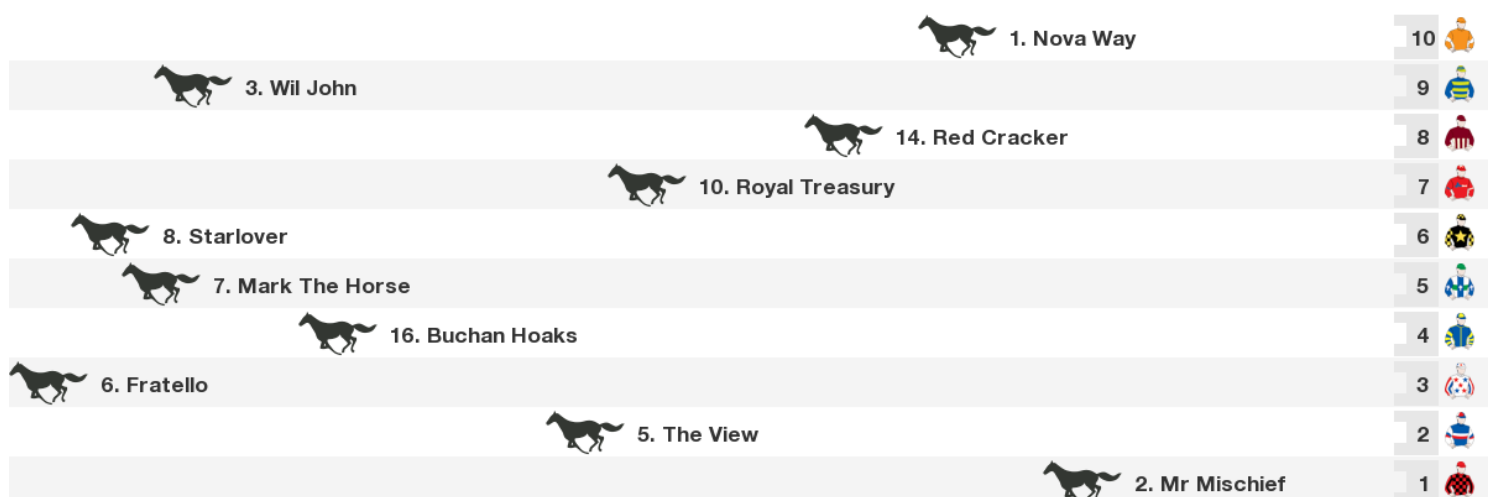 1. Nova Way 10
3. Wil John 9
14. Red Cracker 8
10. Royal Treasury 7
8. Starlover 6
7. Mark The Horse 5
16. Buchan Hoaks 4
6. Fratello 3
5. The View 2
2. Mr Mischief 1